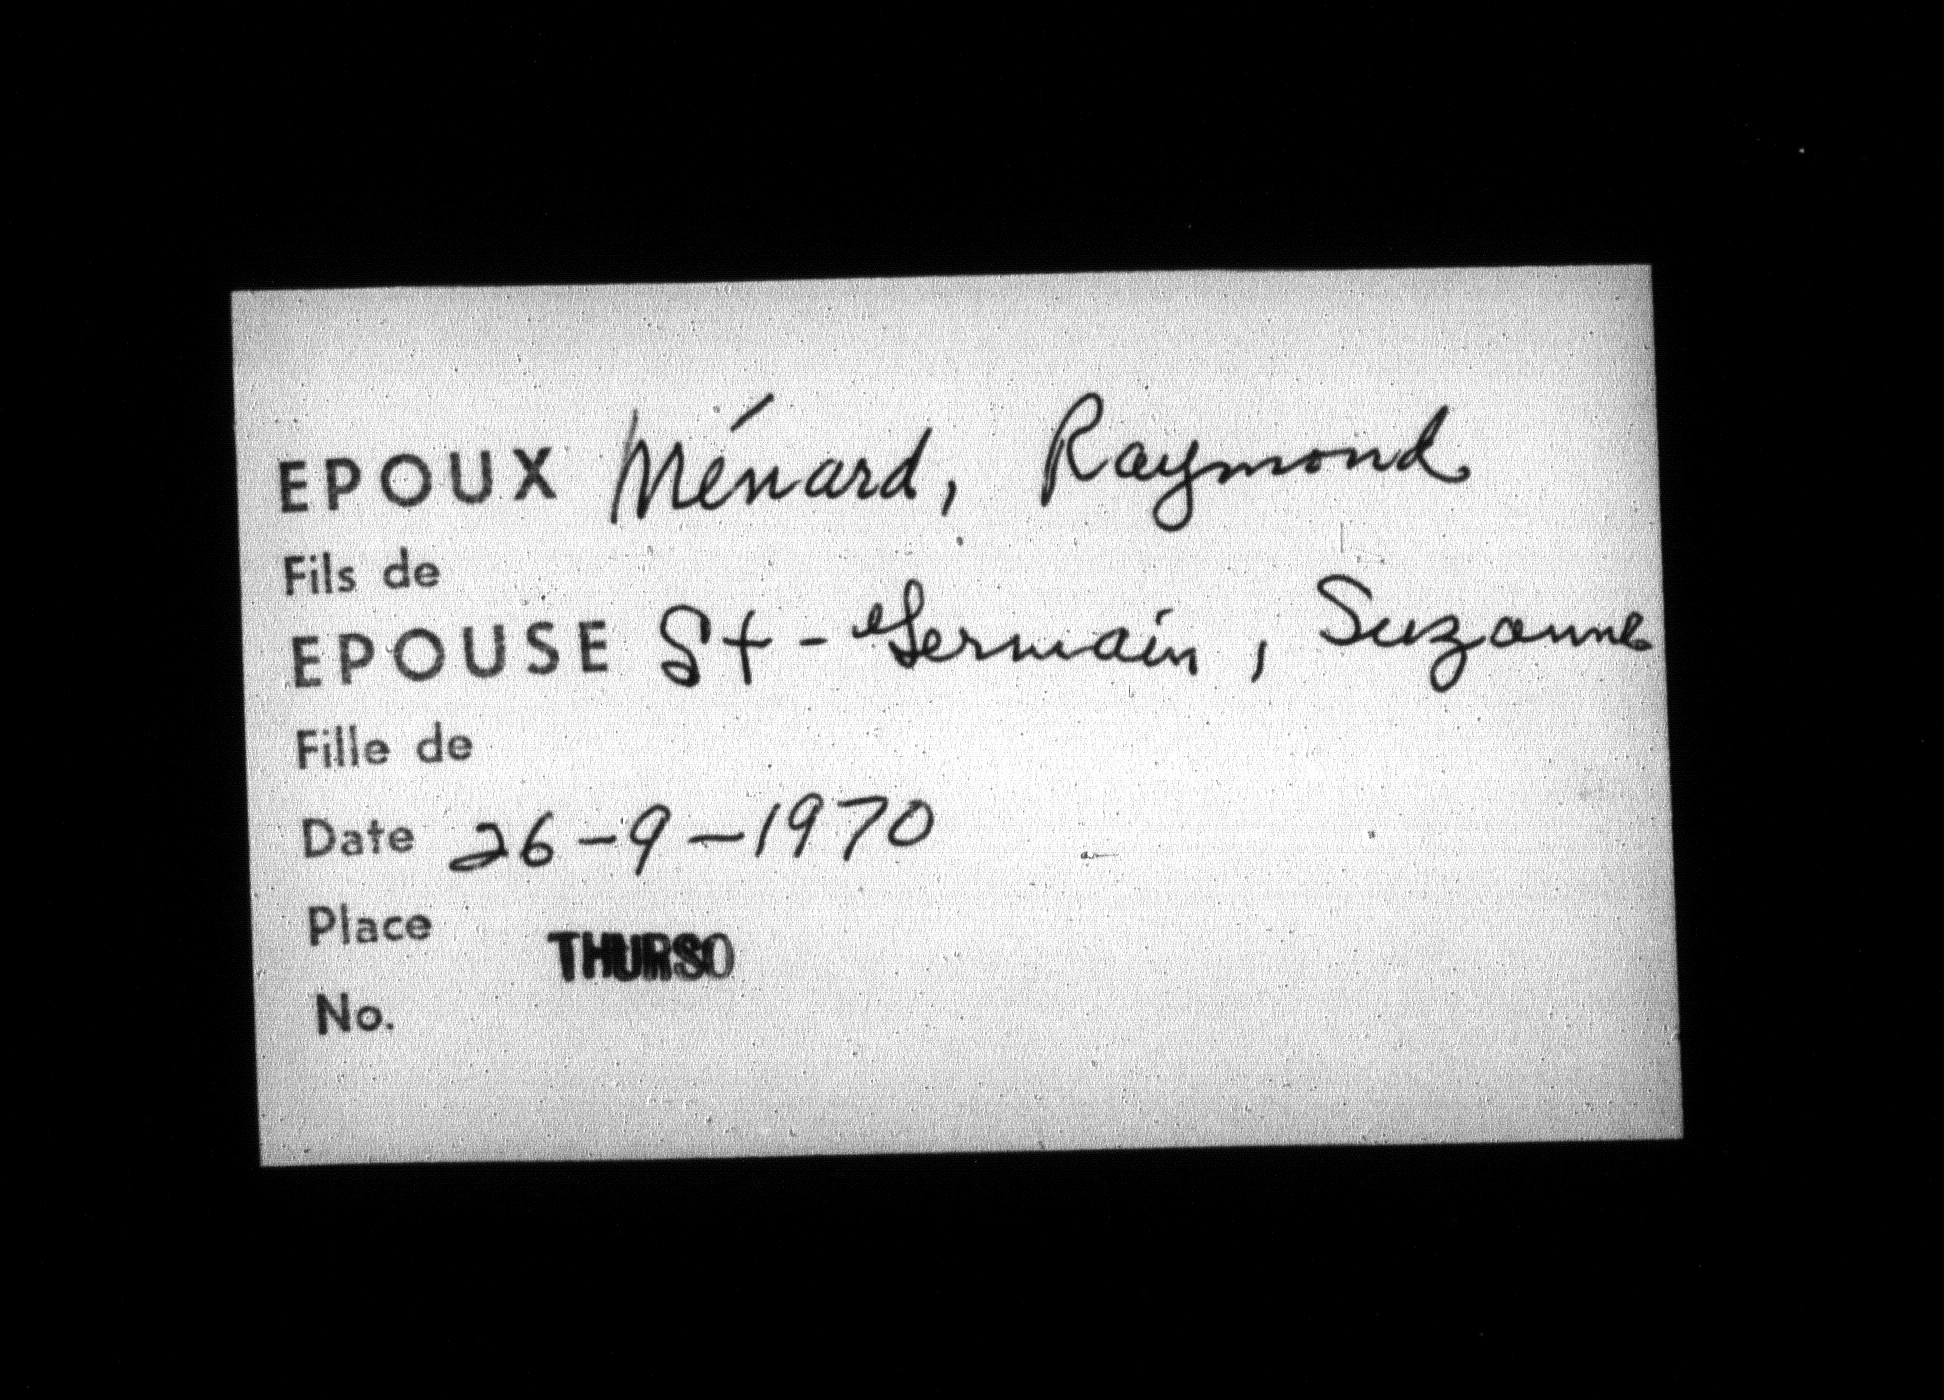 EPOUX Ménard, Raymond
Fils de
EPOUSE St-Germain, Suzanne
Fille de
Date 26-9-1970
Place THURSO
No.